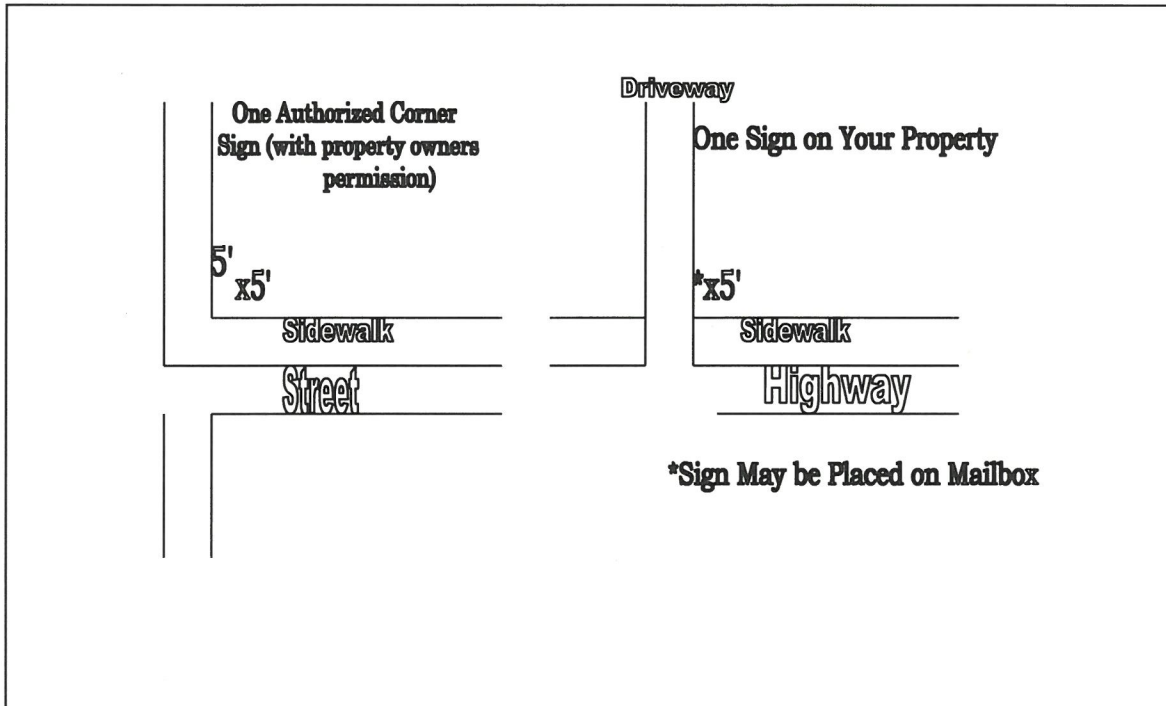 Driveway
One Authorized Corner
Sign (with property owners
permission)
One Sign on Your Property
5'
x5'
*x5'
Sidewalk
Sidewalk
Street
Highway
*Sign May be Placed on Mailbox